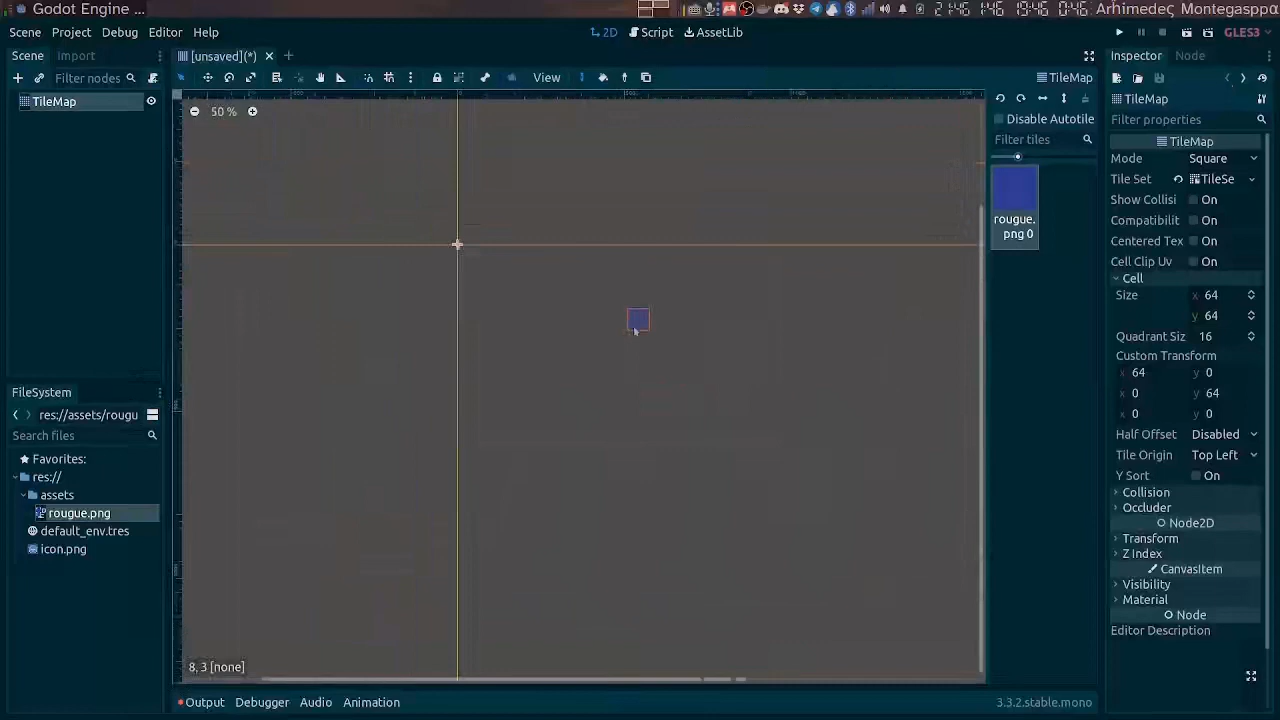 Godot Engine ...
Arhimedes Montegasppa
Scene Project Debug Editor Help
2D Script AssetLib
GLES3
Scene Import
[unsaved](*)
Inspector Node
Filter nodes
View
TileMap
TileMap
TileMap
50 %
Disable Autotile
Filter properties
Filter tiles
TileMap
Mode Square
Tile Set TileSe
Show Collisi On
Compatibilit On
Centered Tex On
Cell Clip Uv On
rougue.
png 0
Cell
Size x 64
y 64
Quadrant Siz 16
Custom Transform
x 64 y 0
x 0 y 64
x 0 y 0
Half Offset Disabled
Tile Origin Top Left
Y Sort On
Collision
Occluder
Node2D
Transform
Z Index
CanvasItem
Visibility
Material
Node
Editor Description
FileSystem
res://assets/rougu
Search files
Favorites:
res://
assets
rougue.png
default_env.tres
icon.png
8, 3 [none]
Output Debugger Audio Animation
3.3.2.stable.mono